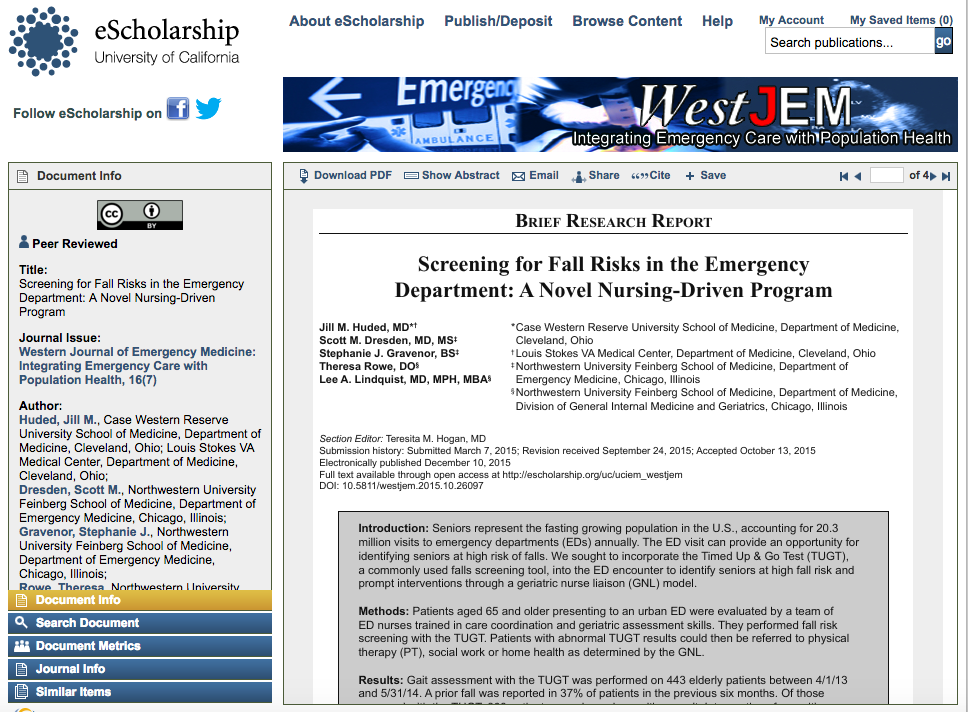 eScholarship
University of California
About eScholarship
Publish/Deposit
Browse Content
Help
My Account
My Saved Items (0)
Search publications...
go
Follow eScholarship on
Emergency
AMBULANCE
WestJEM
Integrating Emergency Care with Population Health
Document Info
cc
BY
Peer Reviewed
Title:
Screening for Fall Risks in the Emergency
Department: A Novel Nursing-Driven
Program
Journal Issue:
Western Journal of Emergency Medicine:
Integrating Emergency Care with
Population Health, 16(7)
Author:
Huded, Jill M., Case Western Reserve
University School of Medicine, Department of
Medicine, Cleveland, Ohio; Louis Stokes VA
Medical Center, Department of Medicine,
Cleveland, Ohio;
Dresden, Scott M., Northwestern University
Feinberg School of Medicine, Department of
Emergency Medicine, Chicago, Illinois;
Gravenor, Stephanie J., Northwestern
University Feinberg School of Medicine,
Department of Emergency Medicine,
Chicago, Illinois;
Rowe, Theresa, Northwestern University
Document Info
Search Document
Document Metrics
Journal Info
Similar Items
Download PDF
Show Abstract
Email
Share
Cite
Save
of 4
BRIEF RESEARCH REPORT
Screening for Fall Risks in the Emergency
Department: A Novel Nursing-Driven Program
Jill M. Huded, MD*†
Scott M. Dresden, MD, MS‡
Stephanie J. Gravenor, BS‡
Theresa Rowe, DO§
Lee A. Lindquist, MD, MPH, MBA§
*Case Western Reserve University School of Medicine, Department of Medicine,
Cleveland, Ohio
†Louis Stokes VA Medical Center, Department of Medicine, Cleveland, Ohio
‡Northwestern University Feinberg School of Medicine, Department of
Emergency Medicine, Chicago, Illinois
§Northwestern University Feinberg School of Medicine, Department of Medicine,
Division of General Internal Medicine and Geriatrics, Chicago, Illinois
Section Editor: Teresita M. Hogan, MD
Submission history: Submitted March 7, 2015; Revision received September 24, 2015; Accepted October 13, 2015
Electronically published December 10, 2015
Full text available through open access at http://escholarship.org/uc/uciem_westjem
DOI: 10.5811/westjem.2015.10.26097
Introduction: Seniors represent the fasting growing population in the U.S., accounting for 20.3
million visits to emergency departments (EDs) annually. The ED visit can provide an opportunity for
identifying seniors at high risk of falls. We sought to incorporate the Timed Up & Go Test (TUGT),
a commonly used falls screening tool, into the ED encounter to identify seniors at high fall risk and
prompt interventions through a geriatric nurse liaison (GNL) model.
Methods: Patients aged 65 and older presenting to an urban ED were evaluated by a team of
ED nurses trained in care coordination and geriatric assessment skills. They performed fall risk
screening with the TUGT. Patients with abnormal TUGT results could then be referred to physical
therapy (PT), social work or home health as determined by the GNL.
Results: Gait assessment with the TUGT was performed on 443 elderly patients between 4/1/13
and 5/31/14. A prior fall was reported in 37% of patients in the previous six months. Of those